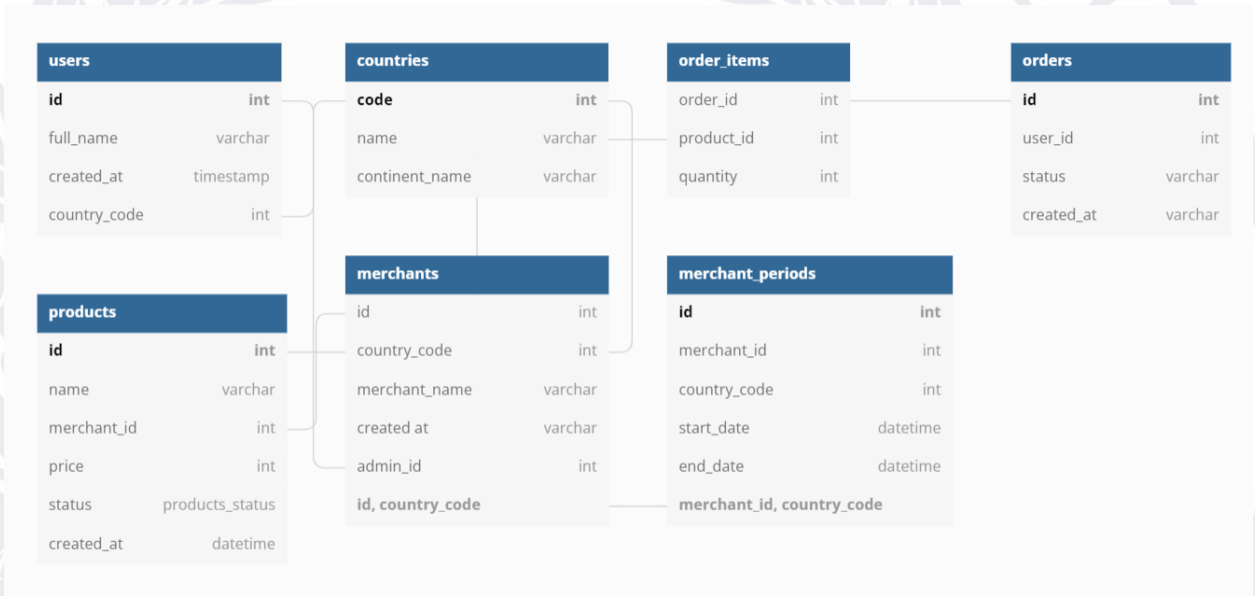 users
id int
full_name varchar
created_at timestamp
country_code int
countries
code int
name varchar
continent_name varchar
order_items
order_id int
product_id int
quantity int
orders
id int
user_id int
status varchar
created_at varchar
products
id int
name varchar
merchant_id int
price int
status products_status
created_at datetime
merchants
id int
country_code int
merchant_name varchar
created at varchar
admin_id int
id, country_code
merchant_periods
id int
merchant_id int
country_code int
start_date datetime
end_date datetime
merchant_id, country_code